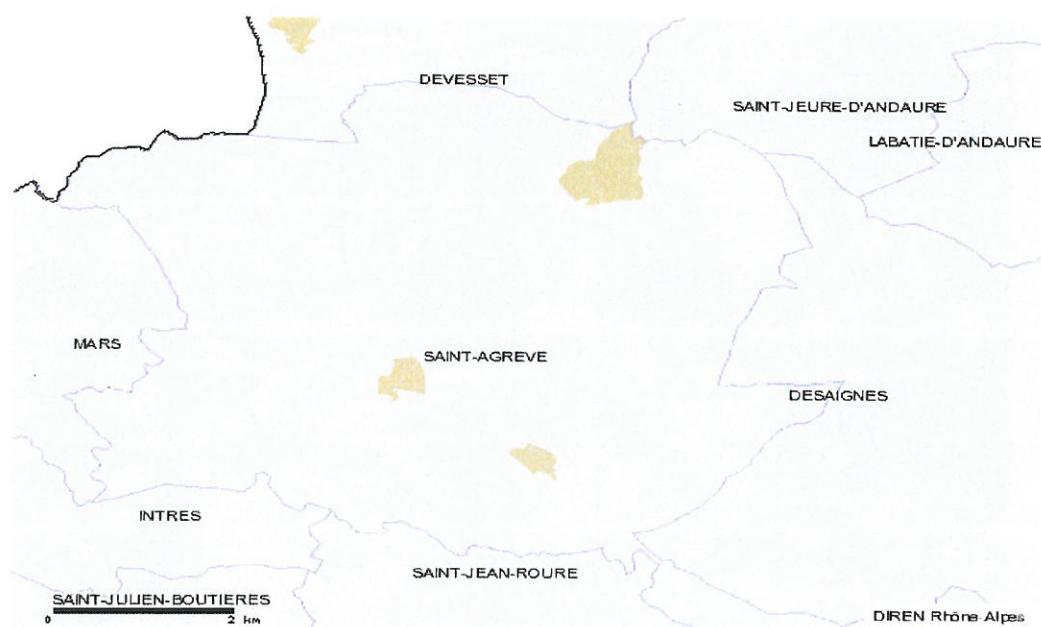 DEVESSET
SAINT-JEURE-D'ANDAURE
LABATIE-D'ANDAURE
MARS
SAINT-AGREVE
DESAIGNES
INTRES
SAINT-JEAN-ROURE
SAINT-JULIEN-BOUTIERES
0 2 km
DIREN Rhône-Alpes